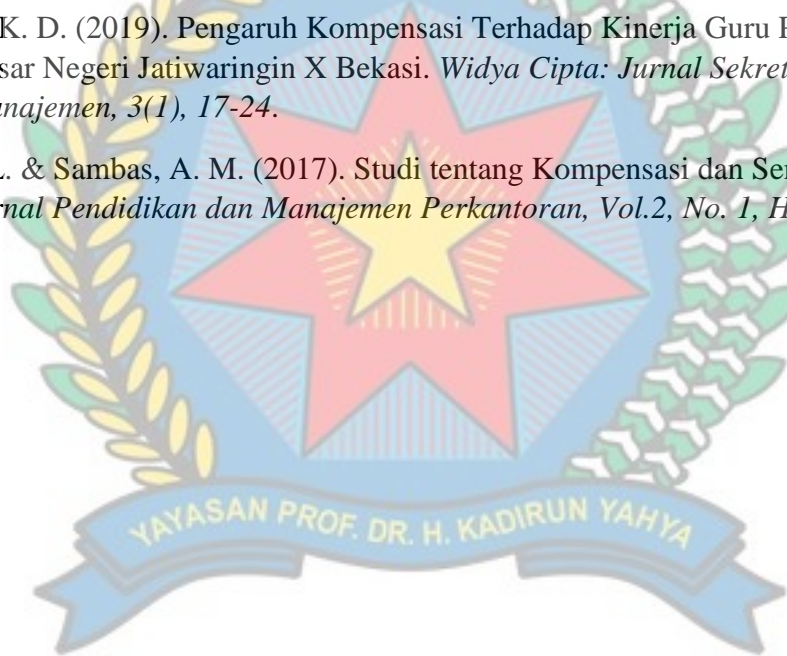 K. D. (2019). Pengaruh Kompensasi Terhadap Kinerja Guru
sar Negeri Jatiwaringin X Bekasi. Widya Cipta: Jurnal Sekret
najemen, 3(1), 17-24.
& Sambas, A. M. (2017). Studi tentang Kompensasi dan
rnal Pendidikan dan Manajemen Perkantoran, Vol.2, No. 1,
YAYASAN PROF. DR. H. KADIRUN YAHYA